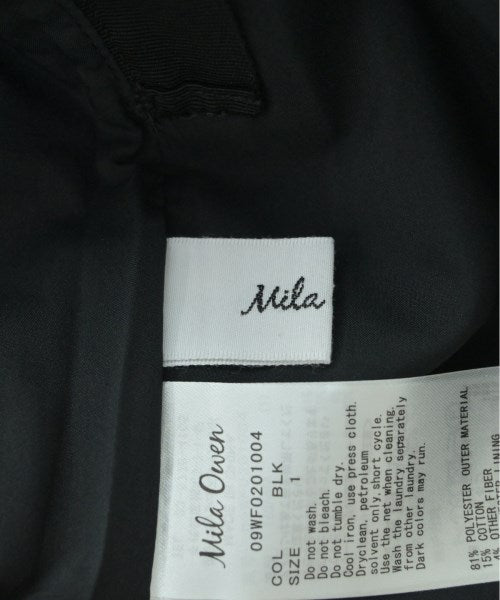 Mila
Mila Owen
09WF0201004
COL BLK
SIZE 1
Do not wash.
Do not bleach.
Do not tumble dry.
Cool iron, use press cloth.
Dryclean, petroleum
solvent only, short cycle.
Use the net when cleaning.
Wash the laundry separately
from other laundry.
Dark colors may run.
81% POLYESTER OUTER MATERIAL
15% COTTON
4% OTHER FIBER